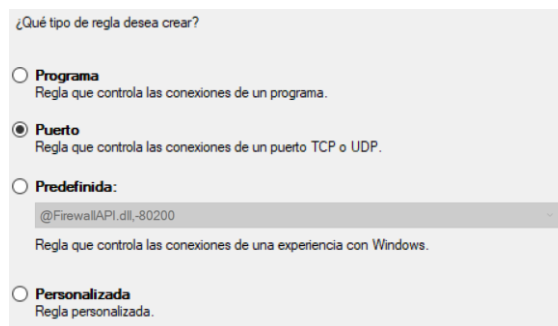 ¿Qué tipo de regla desea crear?
Programa
Regla que controla las conexiones de un programa.
Puerto
Regla que controla las conexiones de un puerto TCP o UDP.
Predefinida:
@FirewallAPI.dll,-80200
Regla que controla las conexiones de una experiencia con Windows.
Personalizada
Regla personalizada.